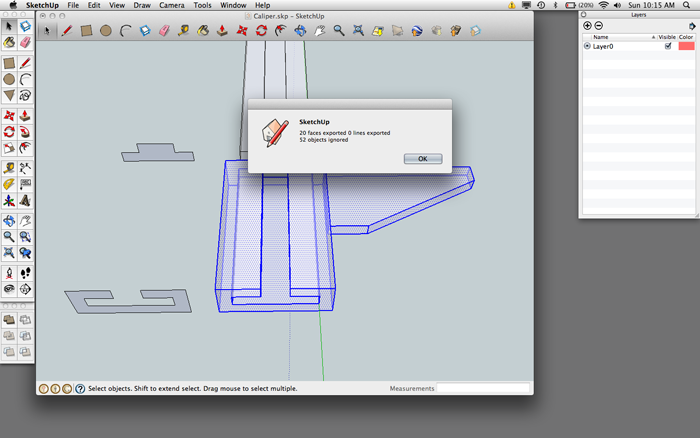 SketchUp File Edit View Draw Camera Tools Window Help (20%) Sun 10:15 AM
Caliper.skp - SketchUp
Layers
Name Visible Color
Layer0
SketchUp
20 faces exported 0 lines exported
52 objects ignored
OK
Select objects. Shift to extend select. Drag mouse to select multiple. Measurements